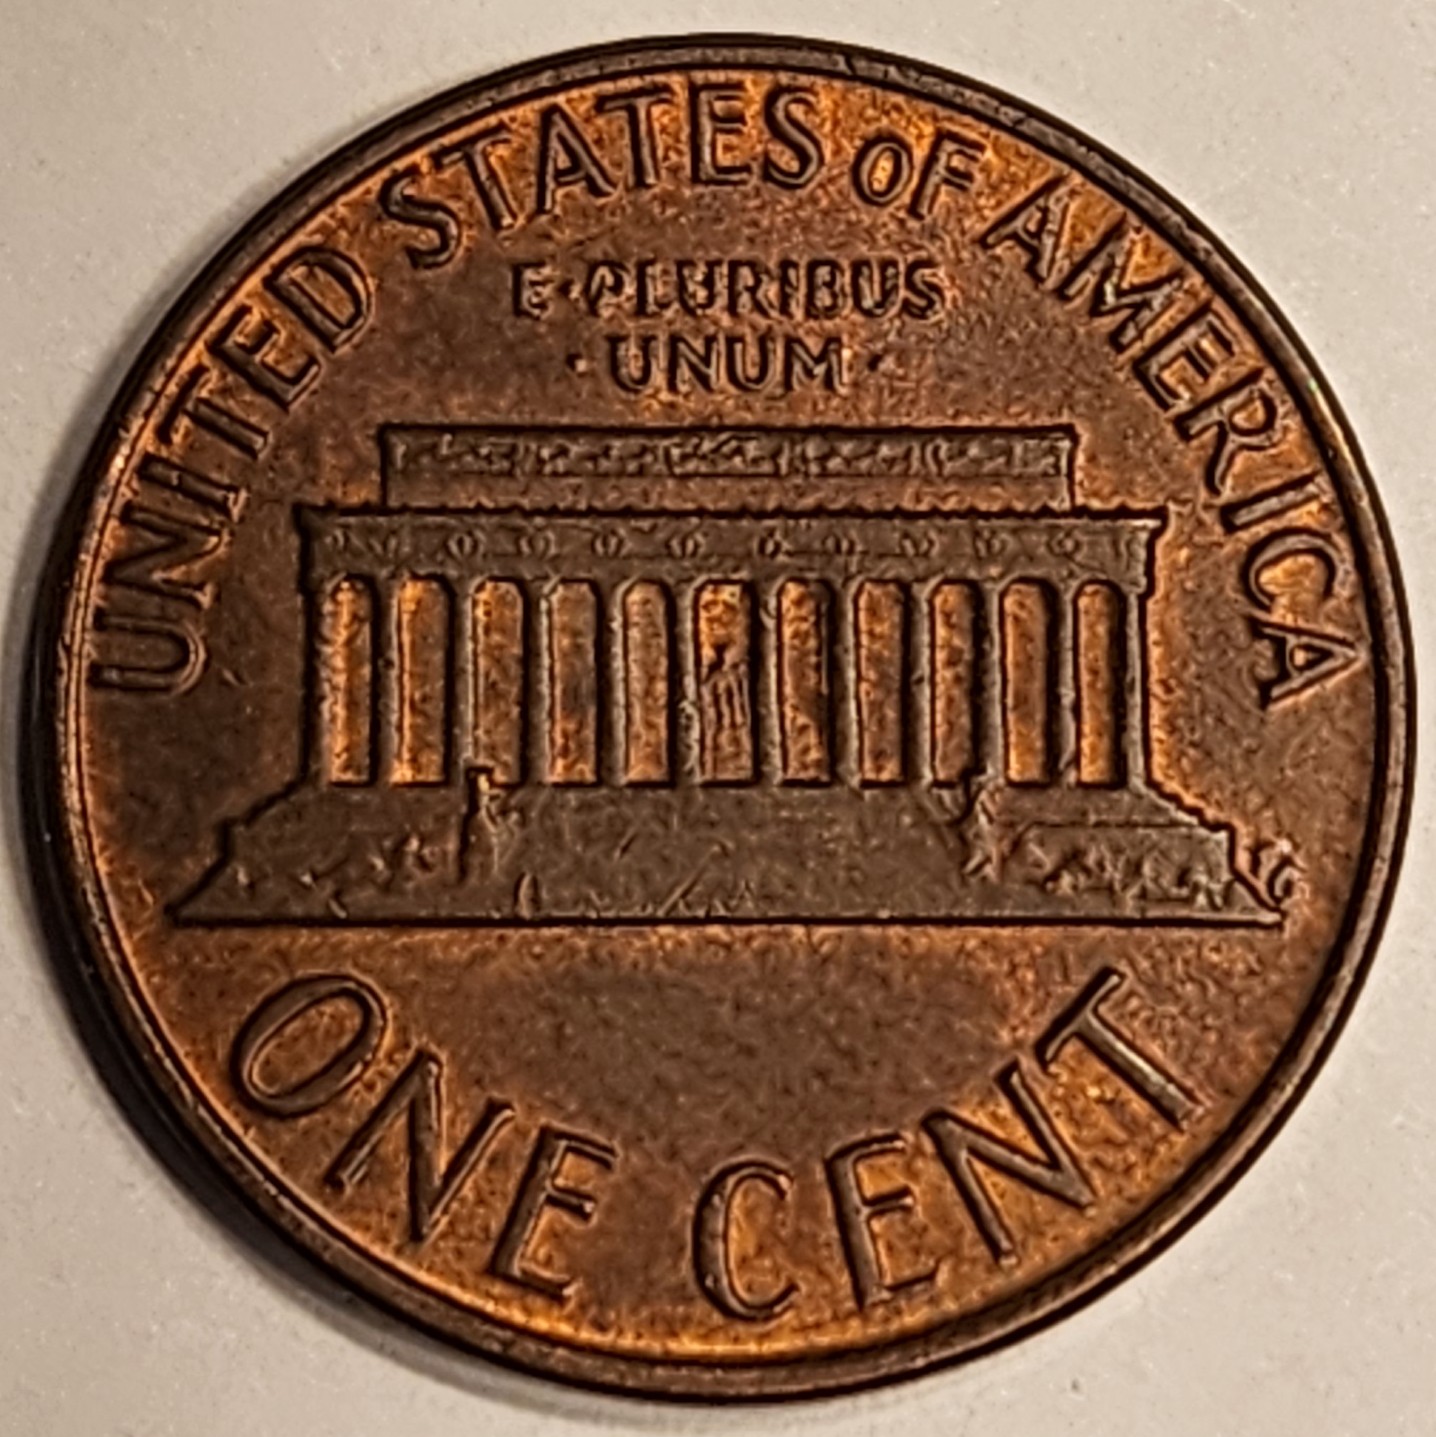 UNITED STATES OF AMERICA
E·PLURIBUS
·UNUM·
ONE CENT